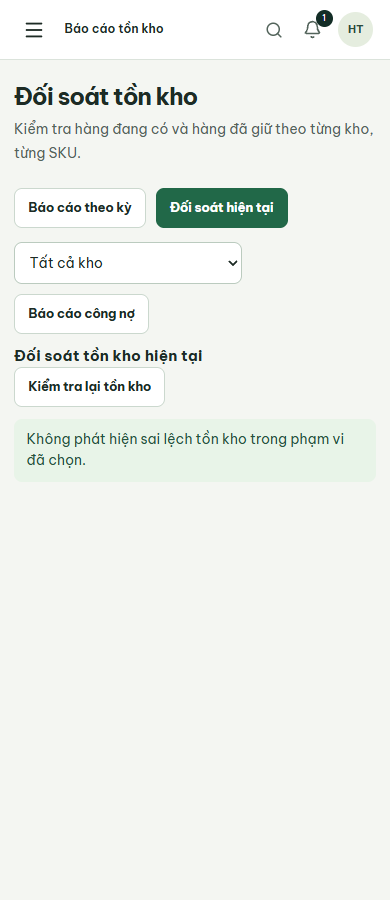 Báo cáo tồn kho
1
HT
Đối soát tồn kho
Kiểm tra hàng đang có và hàng đã giữ theo từng kho,
từng SKU.
Báo cáo theo kỳ
Đối soát hiện tại
Tất cả kho
Báo cáo công nợ
Đối soát tồn kho hiện tại
Kiểm tra lại tồn kho
Không phát hiện sai lệch tồn kho trong phạm vi
đã chọn.